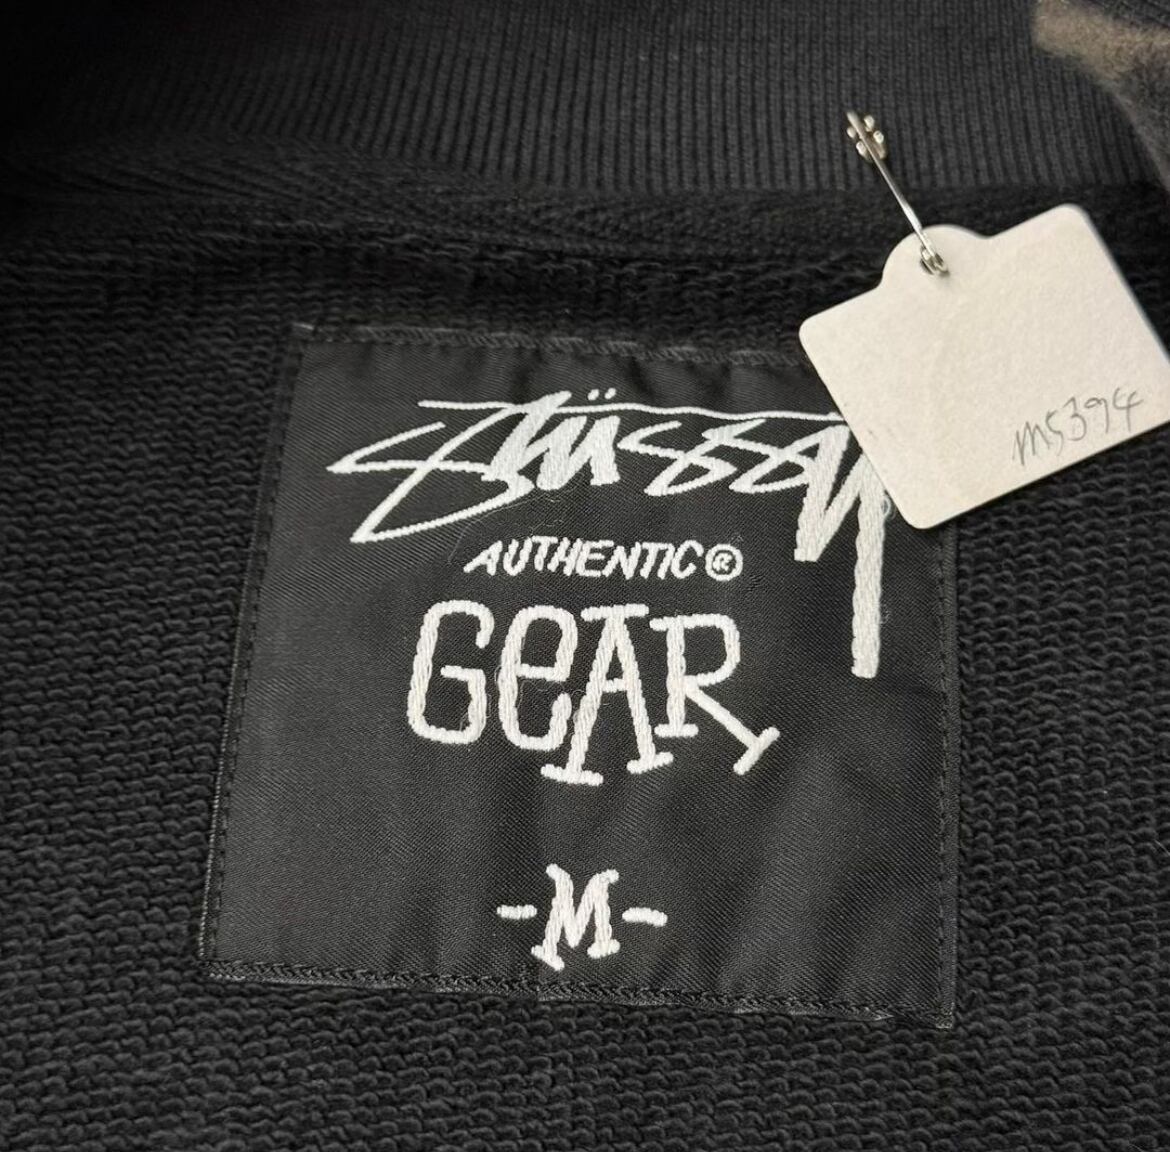 Stüssy
AUTHENTIC®
GEAR
-M-
M5394